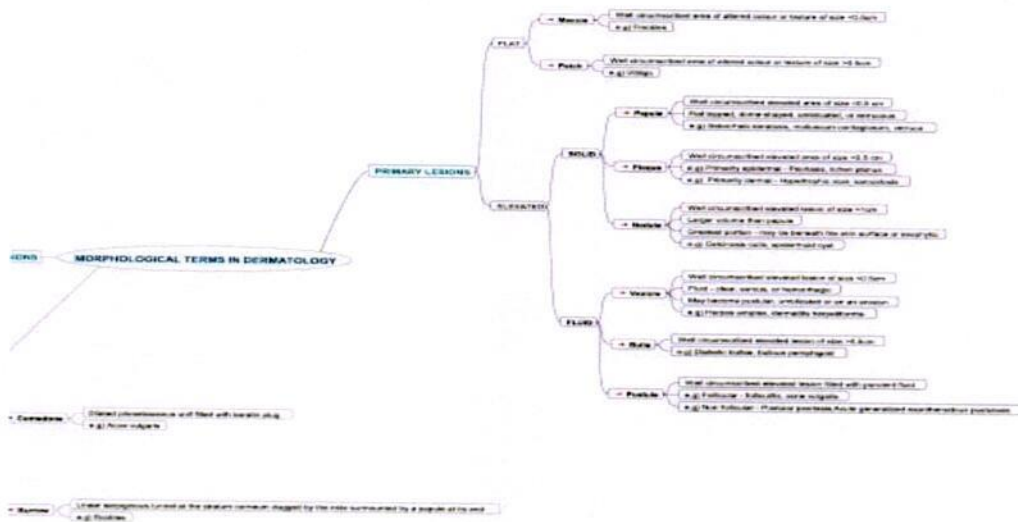 MORPHOLOGICAL TERMS IN DERMATOLOGY
PRIMARY LESIONS
FLAT
Macule
Well circumscribed area of altered colour or texture of size <0.5cm
e.g) Freckles
Patch
Well circumscribed area of altered colour or texture of size >0.5cm
e.g) Vitiligo
ELEVATED
SOLID
Papule
Well circumscribed elevated area of size <0.5 cm
Flat topped, dome-shaped, umbilicated, or verrucous
e.g) Seborrheic keratosis, molluscum contagiosum, verruca
Plaque
Well circumscribed elevated area of size >0.5 cm
e.g) Primarily epidermal - Psoriasis, lichen planus
e.g) Primarily dermal - Hypertrophic scar, sarcoidosis
Nodule
Well circumscribed elevated lesion of size >1cm
Larger volume than papule
Greatest portion - may be beneath the skin surface or exophytic
e.g) epidermoid cyst
FLUID
Vesicle
Well circumscribed elevated lesion of size <0.5cm
Fluid - clear, serous, or hemorrhagic
May become pustular, umbilicated or an erosion
e.g) Herpes simplex, dermatitis herpetiformis
Bulla
Well circumscribed elevated lesion of size >0.5cm
e.g) Diabetic bullae, bullous pemphigoid
Pustule
Well circumscribed elevated lesion filled with purulent fluid
e.g) Follicular - folliculitis, acne vulgaris
e.g) Non follicular - Pustular psoriasis, Acute generalized exanthematous pustulosis
IONS
Comedone
Dilated pilosebaceous unit filled with keratin plug
e.g) Acne vulgaris
Burrow
Linear serpiginous tunnel in the stratum corneum dugged by the mite surrounded by a papule at its end
e.g) Scabies